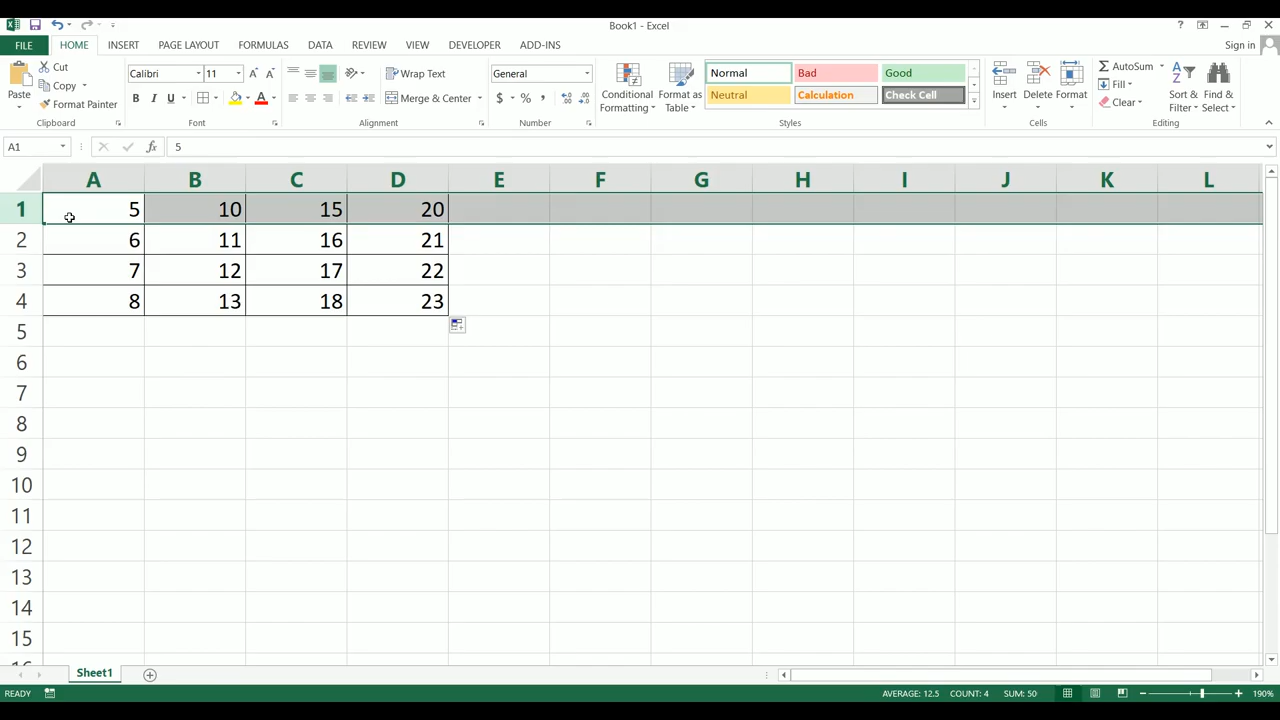 Book1 - Excel
?
FILE HOME INSERT PAGE LAYOUT FORMULAS DATA REVIEW VIEW DEVELOPER ADD-INS Sign in
Paste
Cut
Copy
Format Painter
Clipboard
Calibri 11 A A
B I U A
Font
Wrap Text
Merge & Center
Alignment
General
$ % ,
Number
Conditional
Formatting
Format as
Table
Normal Bad Good
Neutral Calculation Check Cell
Styles
Insert Delete Format
Cells
AutoSum
Fill
Clear
Sort &
Filter
Find &
Select
Editing
A1 fx 5
A B C D E F G H I J K L
1 5 10 15 20
2 6 11 16 21
3 7 12 17 22
4 8 13 18 23
5
6
7
8
9
10
11
12
13
14
15
Sheet1
READY AVERAGE: 12.5 COUNT: 4 SUM: 50 190%